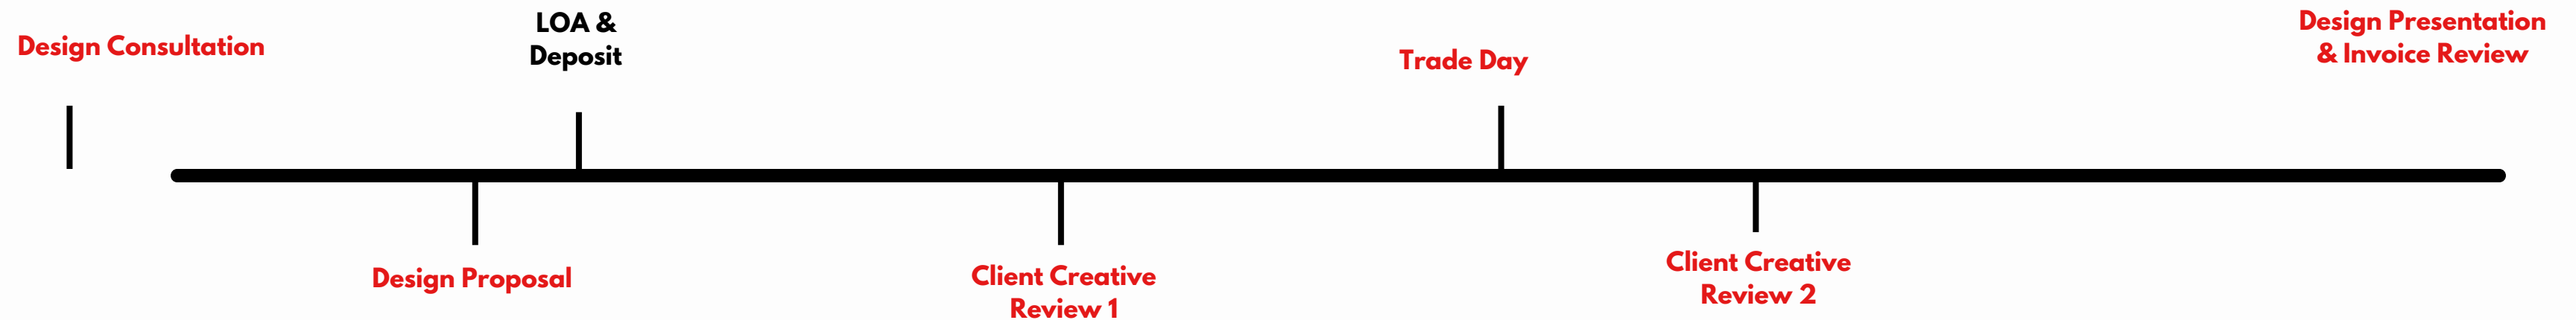 Design Consultation
LOA &
Deposit
Trade Day
Design Presentation
& Invoice Review
Design Proposal
Client Creative
Review 1
Client Creative
Review 2